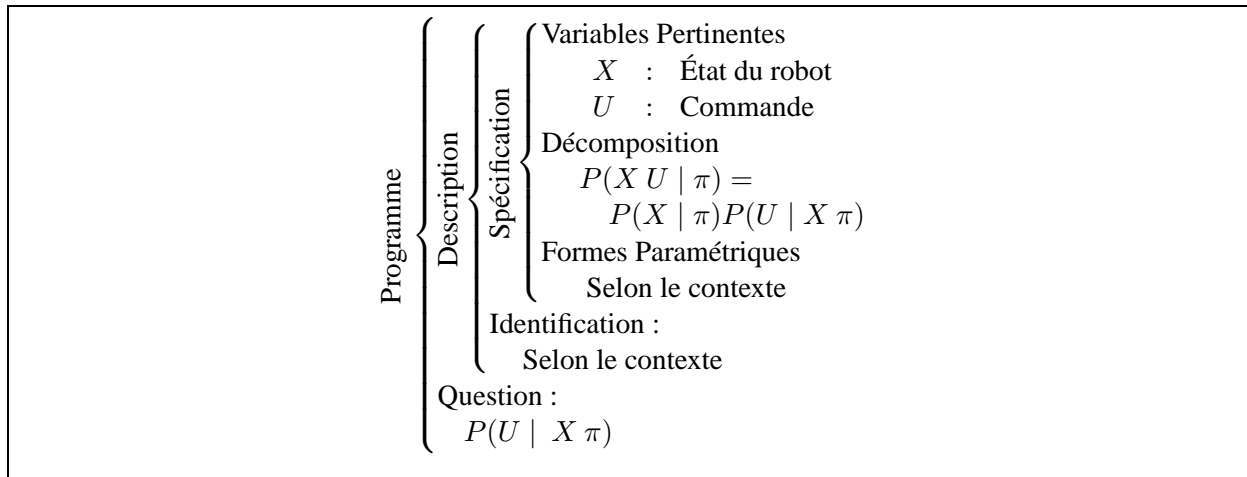 Programme
Description
Spécification
Variables Pertinentes
X : État du robot
U : Commande
Décomposition
P(X U | π) =
P(X | π)P(U | X π)
Formes Paramétriques
Selon le contexte
Identification :
Selon le contexte
Question :
P(U | X π)